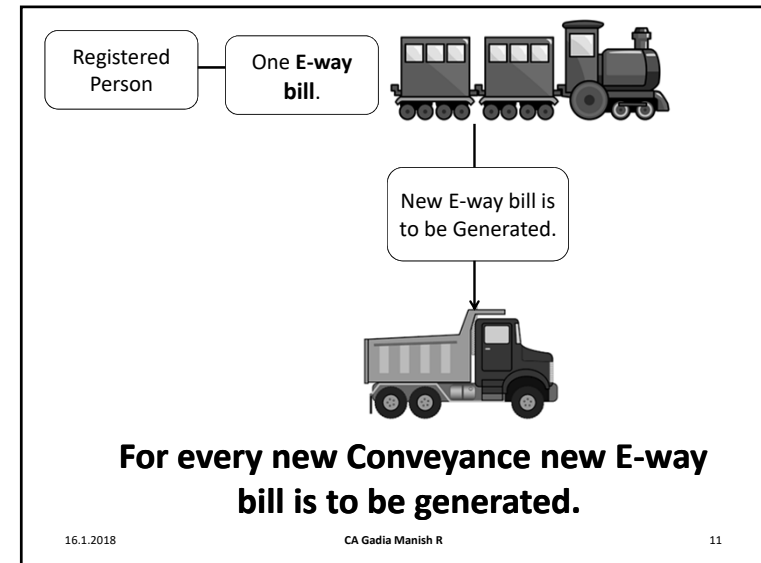 Registered
Person
One E-way
bill.
New E-way bill is
to be Generated.
For every new Conveyance new E-way
bill is to be generated.
16.1.2018
CA Gadia Manish R
11